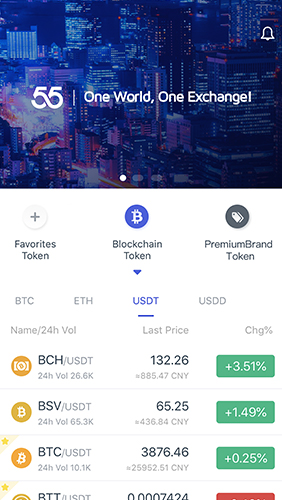 55 | One World, One Exchange!
Favorites Token
Blockchain Token
PremiumBrand Token
BTC ETH USDT USDD
Name/24h Vol Last Price Chg%
BCH/USDT 132.26 +3.51%
24h Vol 26.6K ≈885.47 CNY
BSV/USDT 65.25 +1.49%
24h Vol 65.3K ≈436.84 CNY
BTC/USDT 3876.46 +0.25%
24h Vol 10.1K ≈25952.51 CNY
BTT/USDT 0.0007424